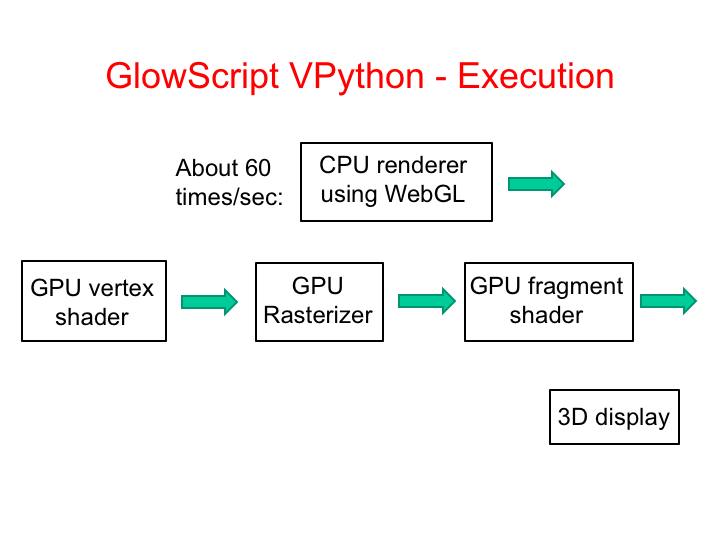 GlowScript VPython - Execution
About 60
times/sec:
CPU renderer
using WebGL
GPU vertex
shader
GPU
Rasterizer
GPU fragment
shader
3D display